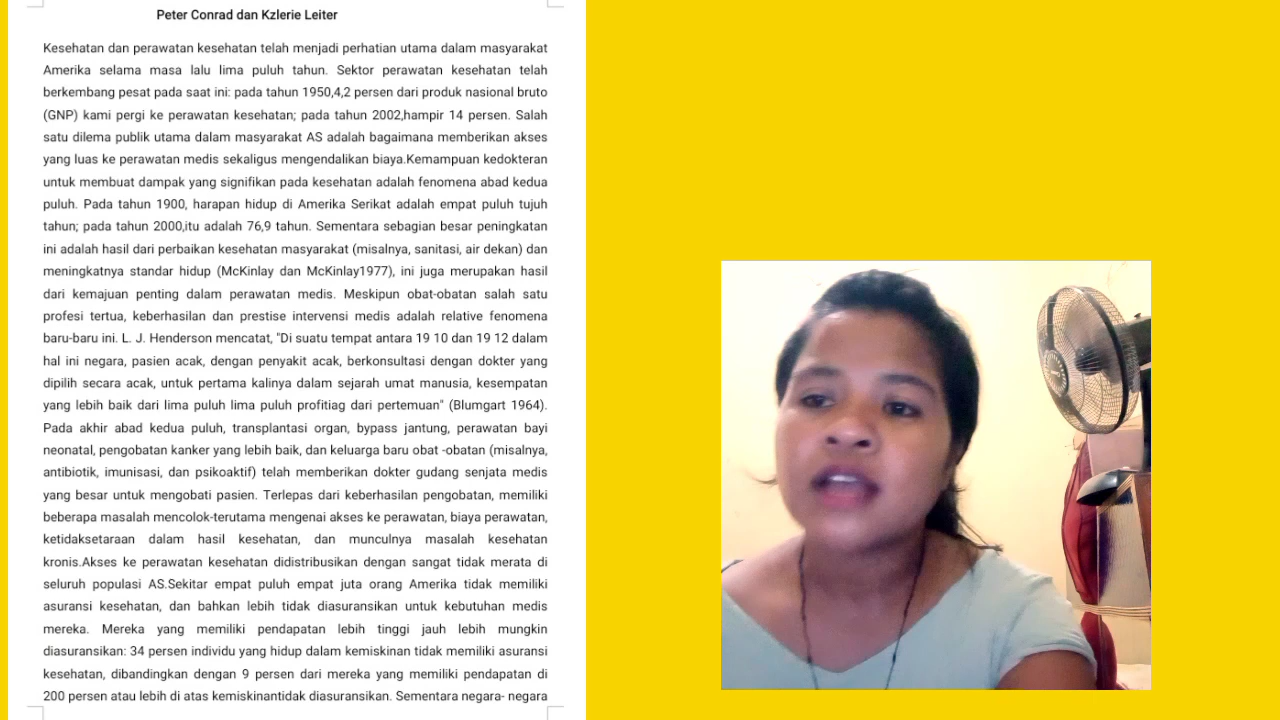 Peter Conrad dan Kzlerie Leiter
Kesehatan dan perawatan kesehatan telah menjadi perhatian utama dalam masyarakat
Amerika selama masa lalu lima puluh tahun. Sektor perawatan kesehatan telah
berkembang pesat pada saat ini: pada tahun 1950,4,2 persen dari produk nasional bruto
(GNP) kami pergi ke perawatan kesehatan; pada tahun 2002,hampir 14 persen. Salah
satu dilema publik utama dalam masyarakat AS adalah bagaimana memberikan akses
yang luas ke perawatan medis sekaligus mengendalikan biaya.Kemampuan kedokteran
untuk membuat dampak yang signifikan pada kesehatan adalah fenomena abad kedua
puluh. Pada tahun 1900, harapan hidup di Amerika Serikat adalah empat puluh tujuh
tahun; pada tahun 2000,itu adalah 76,9 tahun. Sementara sebagian besar peningkatan
ini adalah hasil dari perbaikan kesehatan masyarakat (misalnya, sanitasi, air dekan) dan
meningkatnya standar hidup (McKinlay dan McKinlay1977), ini juga merupakan hasil
dari kemajuan penting dalam perawatan medis. Meskipun obat-obatan salah satu
profesi tertua, keberhasilan dan prestise intervensi medis adalah relative fenomena
baru-baru ini. L. J. Henderson mencatat, "Di suatu tempat antara 19 10 dan 19 12 dalam
hal ini negara, pasien acak, dengan penyakit acak, berkonsultasi dengan dokter yang
dipilih secara acak, untuk pertama kalinya dalam sejarah umat manusia, kesempatan
yang lebih baik dari lima puluh lima puluh profitiag dari pertemuan" (Blumgart 1964).
Pada akhir abad kedua puluh, transplantasi organ, bypass jantung, perawatan bayi
neonatal, pengobatan kanker yang lebih baik, dan keluarga baru obat -obatan (misalnya,
antibiotik, imunisasi, dan psikoaktif) telah memberikan dokter gudang senjata medis
yang besar untuk mengobati pasien. Terlepas dari keberhasilan pengobatan, memiliki
beberapa masalah mencolok-terutama mengenai akses ke perawatan, biaya perawatan,
ketidaksetaraan dalam hasil kesehatan, dan munculnya masalah kesehatan
kronis.Akses ke perawatan kesehatan didistribusikan dengan sangat tidak merata di
seluruh populasi AS.Sekitar empat puluh empat juta orang Amerika tidak memiliki
asuransi kesehatan, dan bahkan lebih tidak diasuransikan untuk kebutuhan medis
mereka. Mereka yang memiliki pendapatan lebih tinggi jauh lebih mungkin
diasuransikan: 34 persen individu yang hidup dalam kemiskinan tidak memiliki asuransi
kesehatan, dibandingkan dengan 9 persen dari mereka yang memiliki pendapatan di
200 persen atau lebih di atas kemiskinantidak diasuransikan. Sementara negara- negara